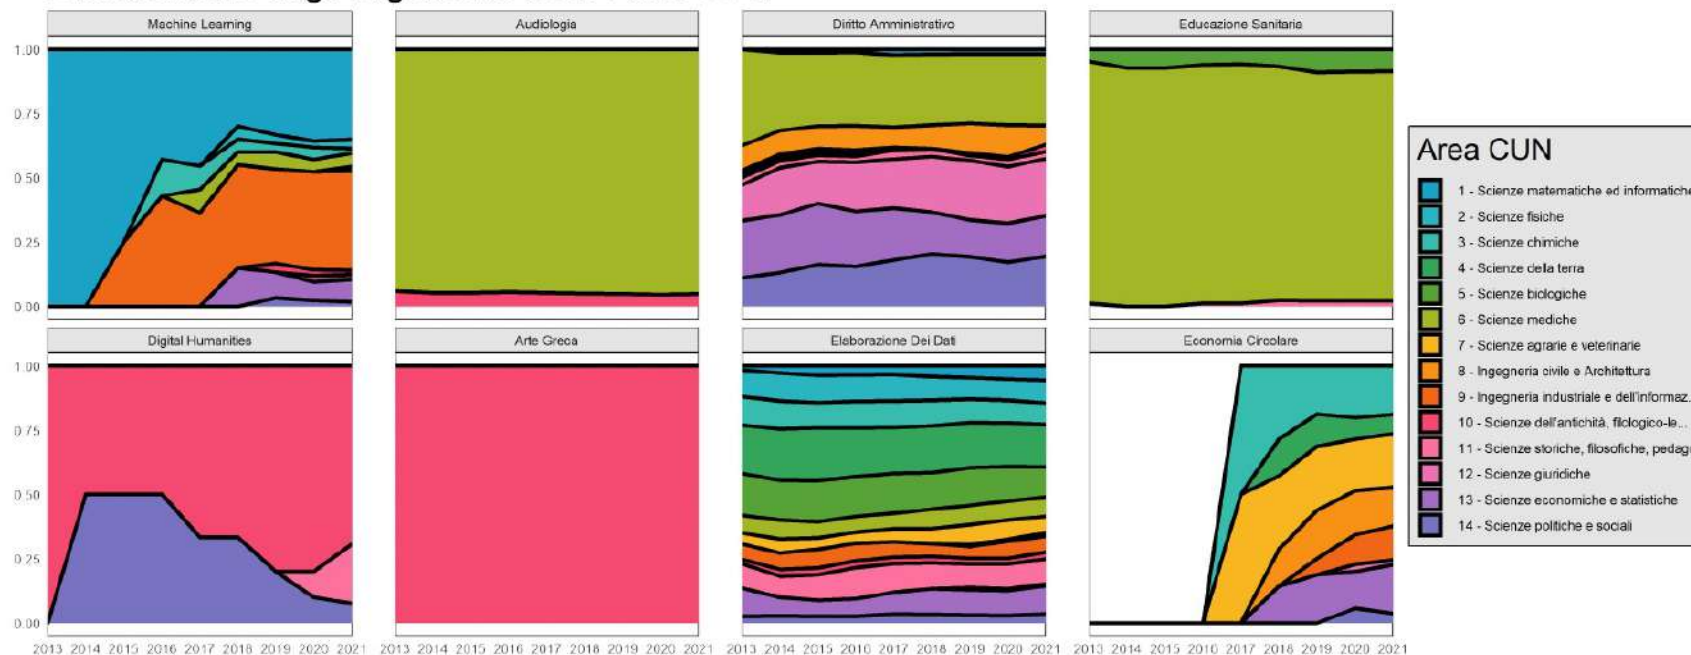 Machine Learning
Audiologia
Diritto Amministrativo
Educazione Sanitaria
1.00
0.75
0.50
0.25
0.00
Digital Humanities
Arte Greca
Elaborazione Dei Dati
Economia Circolare
1.00
0.75
0.50
0.25
0.00
2013 2014 2015 2016 2017 2018 2019 2020 2021
2013 2014 2015 2016 2017 2018 2019 2020 2021
2013 2014 2015 2016 2017 2018 2019 2020 2021
2013 2014 2015 2016 2017 2018 2019 2020 2021
Area CUN
1 - Scienze matematiche ed informatiche
2 - Scienze fisiche
3 - Scienze chimiche
4 - Scienze della terra
5 - Scienze biologiche
6 - Scienze mediche
7 - Scienze agrarie e veterinarie
8 - Ingegneria civile e Architettura
9 - Ingegneria industriale e dell'informaz...
10 - Scienze dell'antichità, filologico-le...
11 - Scienze storiche, filosofiche, pedag
12 - Scienze giuridiche
13 - Scienze economiche e statistiche
14 - Scienze politiche e sociali